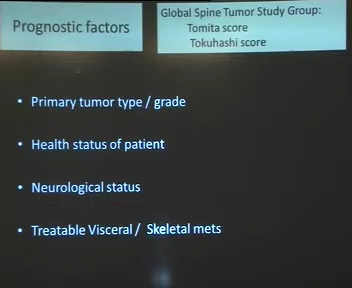 Prognostic factors
Global Spine Tumor Study Group:
Tomita score
Tokuhashi score
• Primary tumor type / grade
• Health status of patient
• Neurological status
• Treatable Visceral / Skeletal mets